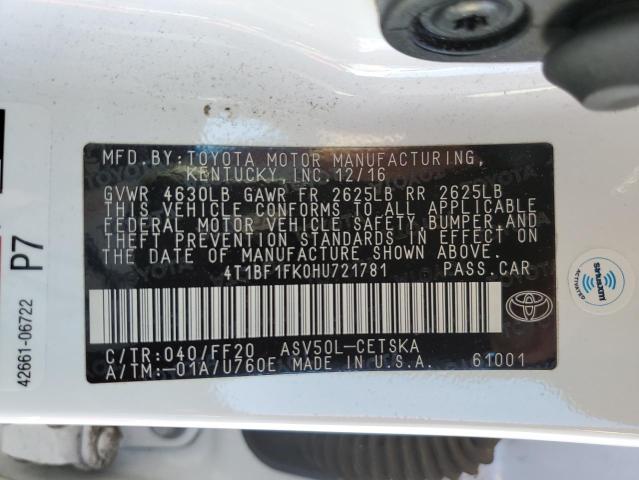 MFD. BY: TOYOTA MOTOR MANUFACTURING,
KENTUCKY, INC. 12/16
GVWR 4630LB GAWR FR 2625LB RR 2625LB
THIS VEHICLE CONFORMS TO ALL APPLICABLE
FEDERAL MOTOR VEHICLE SAFETY, BUMPER, AND
THEFT PREVENTION STANDARDS IN EFFECT ON
THE DATE OF MANUFACTURE SHOWN ABOVE.
4T1BF1FK0HU721781 PASS. CAR
C/TR: 040/FF20 ASV50L-CETSKA
A/TM: -01A/U760E MADE IN U.S.A. 61001
42661-06722
P7
SIRIUSXM